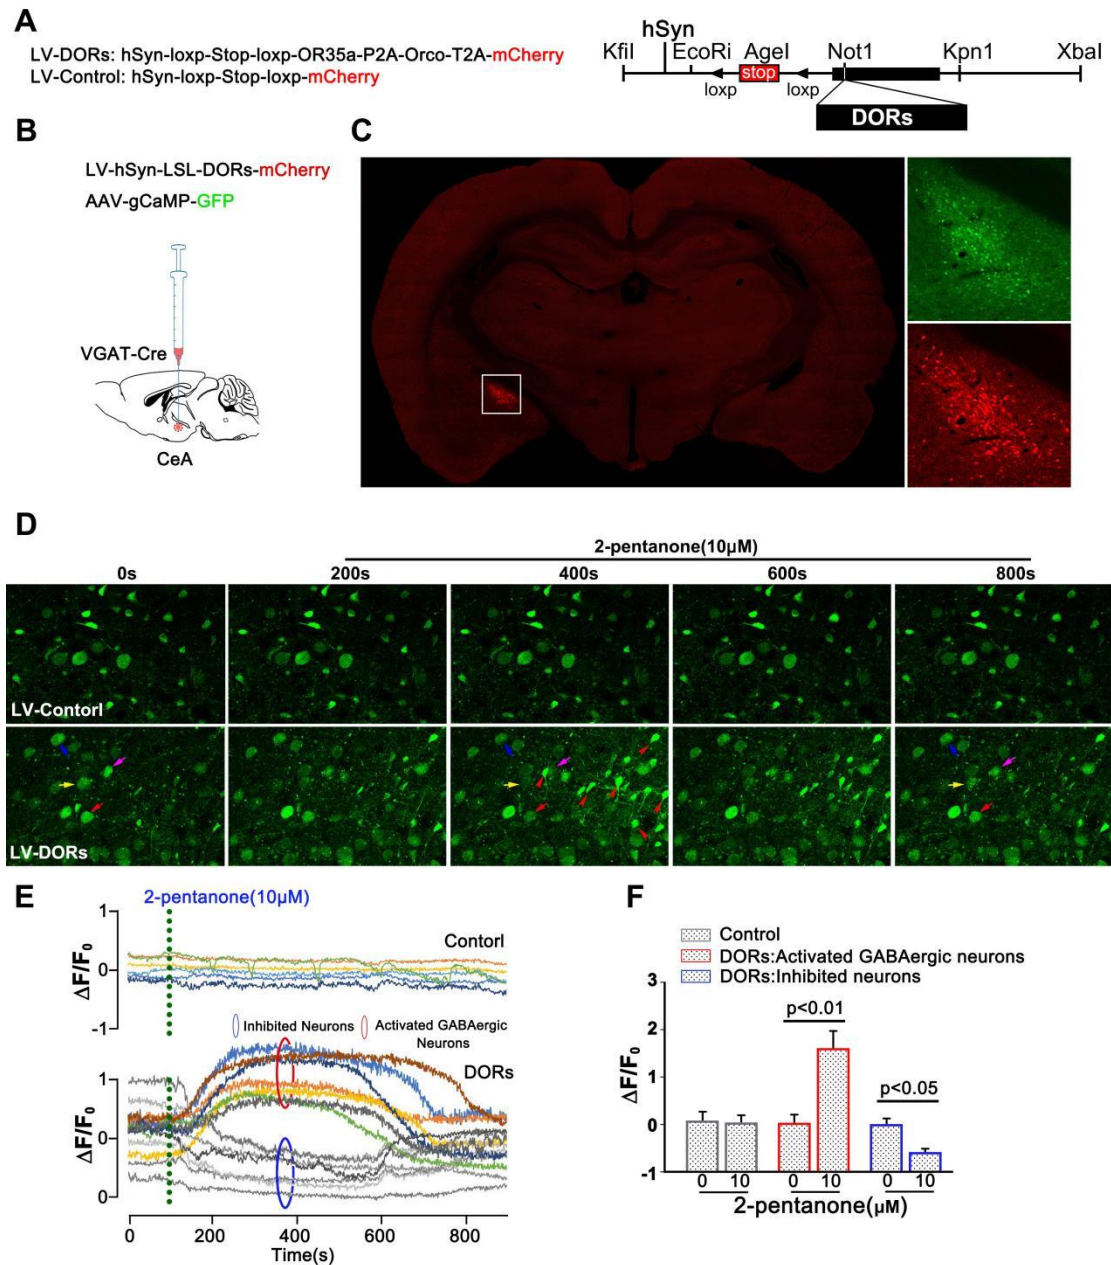 A
LV-DORs: hSyn-loxp-Stop-loxp-OR35a-P2A-Orco-T2A-mCherry
LV-Control: hSyn-loxp-Stop-loxp-mCherry
hSyn
KfiI EcoRi AgeI Not1 Kpn1 XbaI
stop
loxp loxp
DORs
B
LV-hSyn-LSL-DORs-mCherry
AAV-gCaMP-GFP
VGAT-Cre
CeA
C
D
2-pentanone(10μM)
0s 200s 400s 600s 800s
LV-Contorl
LV-DORs
E
2-pentanone(10μM)
Contorl
1
0
-1
ΔF/F0
Inhibited Neurons
Activated GABAergic
Neurons
DORs
1
0
0
ΔF/F0
0 200 400 600 800
Time(s)
F
Control
DORs:Activated GABAergic neurons
DORs:Inhibited neurons
3
2
1
0
-1
ΔF/F0
p<0.01
p<0.05
0 10 0 10 0 10
2-pentanone(μM)